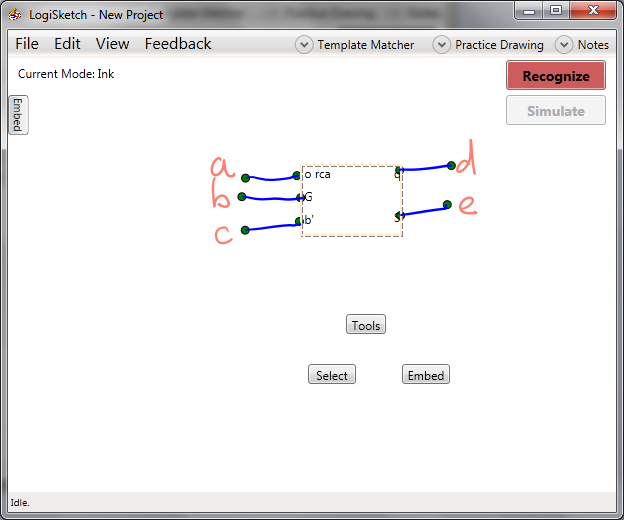 LogiSketch - New Project
File Edit View Feedback Template Matcher Practice Drawing Notes
Current Mode: Ink
Recognize
Simulate
Embed
a o rca d
b G
b' S e
c
Tools
Select Embed
Idle.